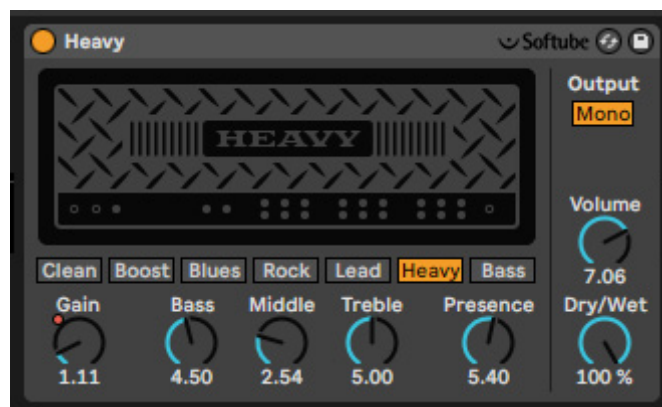 Heavy
Softube
HEAVY
Output
Mono
Volume
7.06
Clean Boost Blues Rock Lead Heavy Bass
Gain Bass Middle Treble Presence Dry/Wet
1.11 4.50 2.54 5.00 5.40 100 %